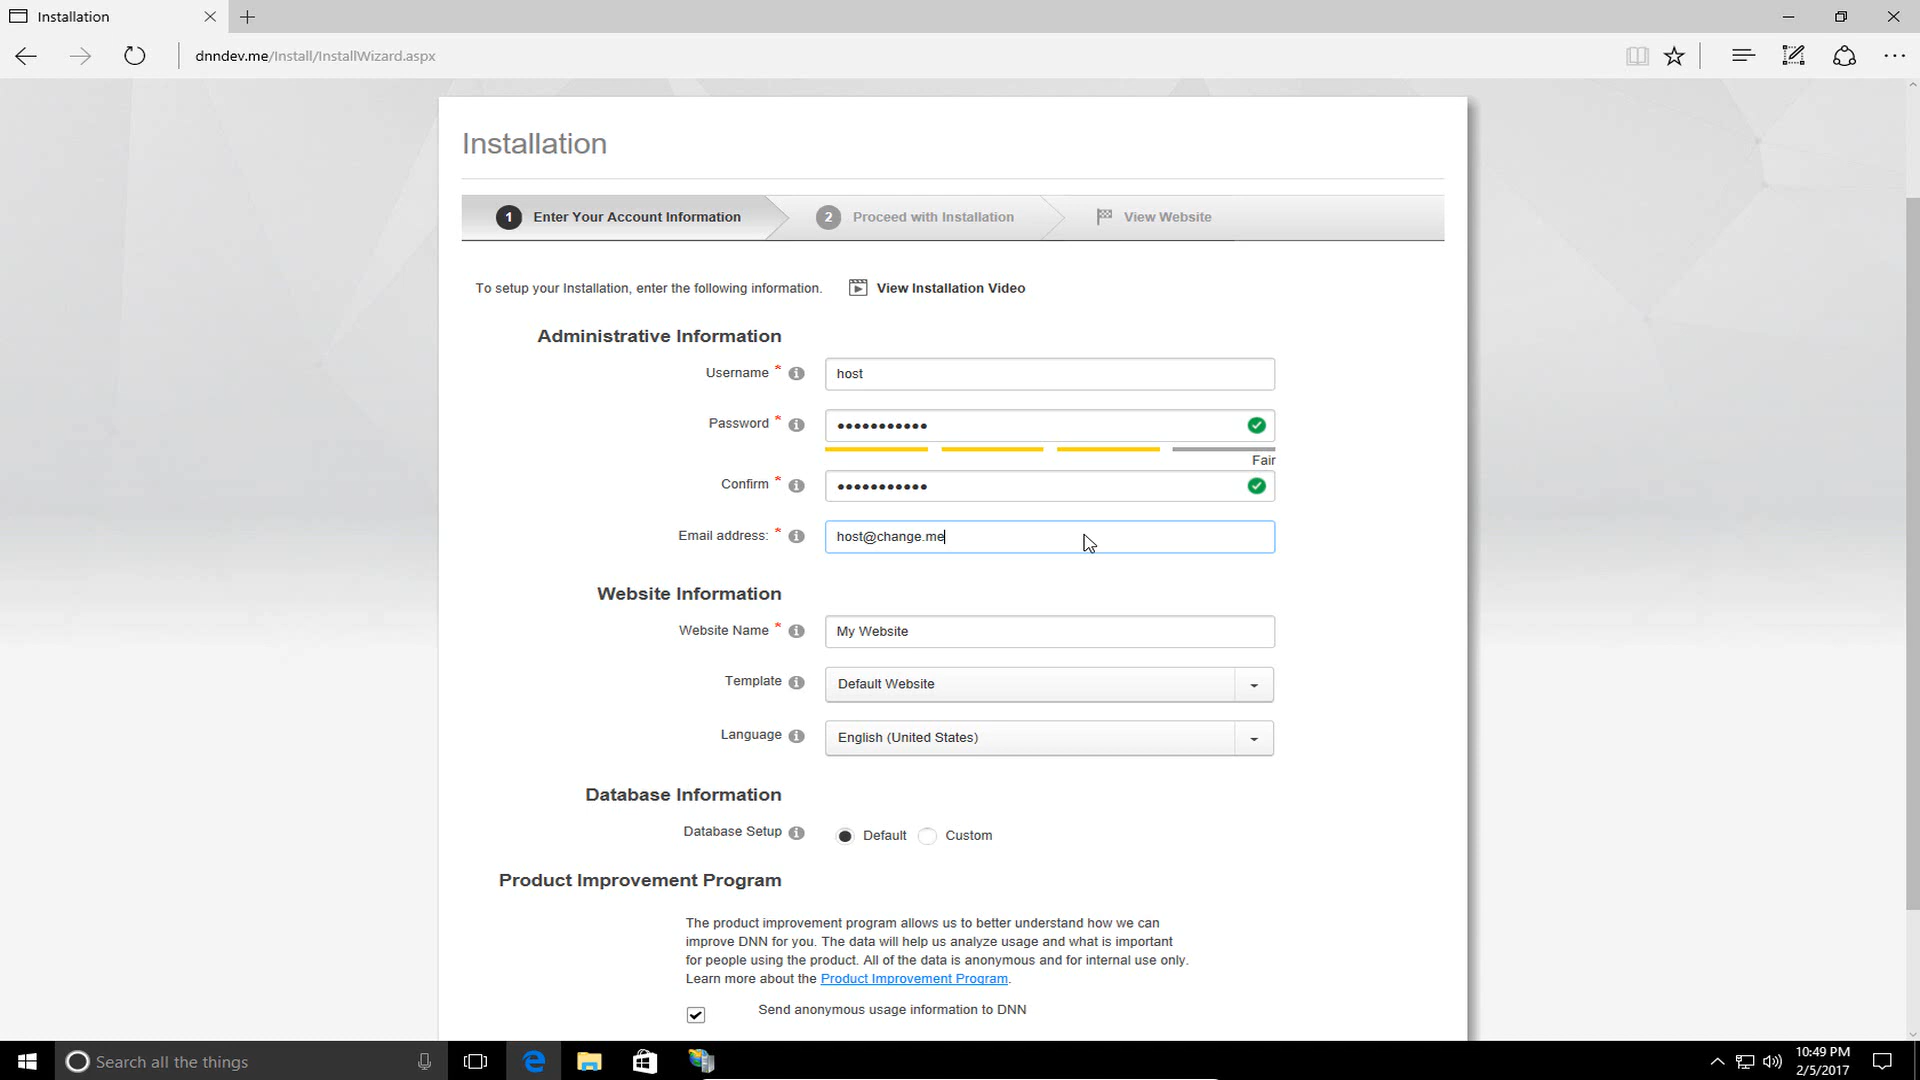 Installation
dnndev.me/Install/InstallWizard.aspx
Installation
1 Enter Your Account Information 2 Proceed with Installation View Website
To setup your Installation, enter the following information. View Installation Video
Administrative Information
Username * host
Password * •••••••••••
Fair
Confirm * •••••••••••
Email address: * host@change.me
Website Information
Website Name * My Website
Template Default Website
Language English (United States)
Database Information
Database Setup Default Custom
Product Improvement Program
The product improvement program allows us to better understand how we can
improve DNN for you. The data will help us analyze usage and what is important
for people using the product. All of the data is anonymous and for internal use only.
Learn more about the Product Improvement Program.
Send anonymous usage information to DNN
Search all the things
10:49 PM
2/5/2017